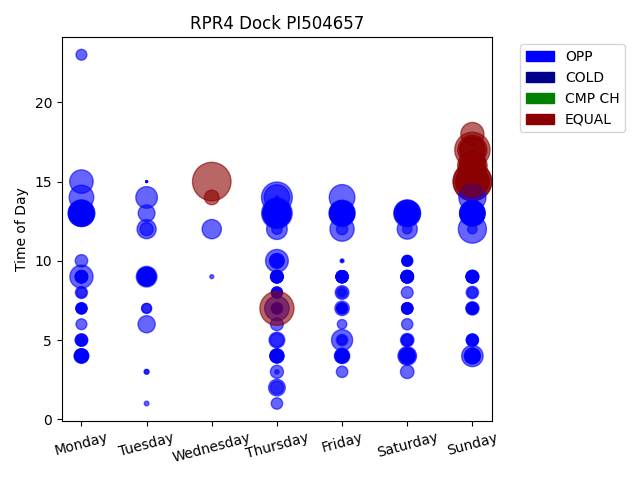 RPR4 Dock PI504657
OPP
COLD
CMP CH
EQUAL
Time of Day
20
15
10
5
0
Monday
Tuesday
Wednesday
Thursday
Friday
Saturday
Sunday